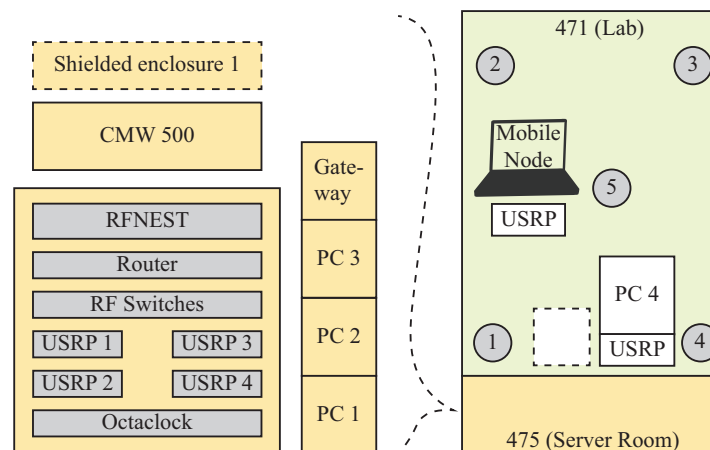 Shielded enclosure 1
CMW 500
RFNEST
Router
RF Switches
USRP 1
USRP 3
USRP 2
USRP 4
Octaclock
Gate-
way
PC 3
PC 2
PC 1
471 (Lab)
2
3
Mobile
Node
5
USRP
PC 4
1
USRP
4
475 (Server Room)